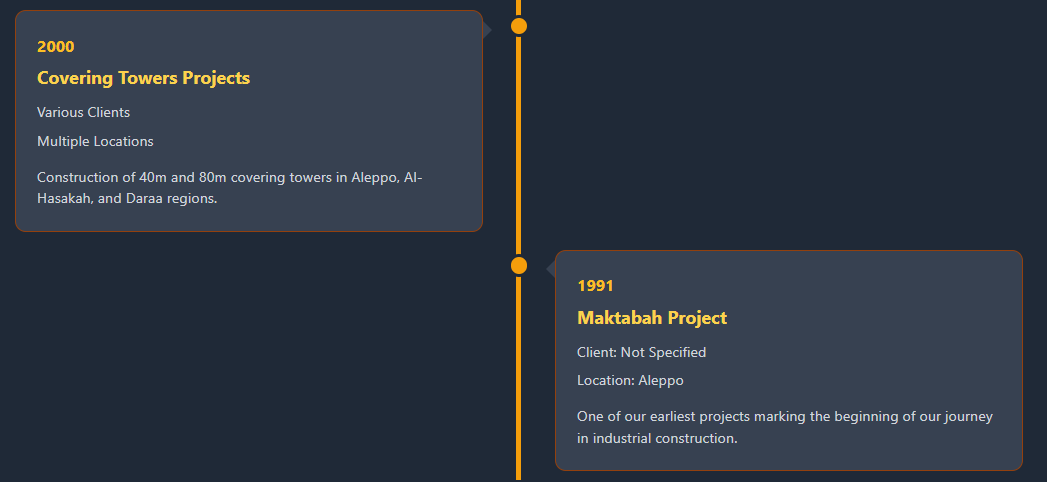 2000
Covering Towers Projects
Various Clients
Multiple Locations
Construction of 40m and 80m covering towers in Aleppo, Al-
Hasakah, and Daraa regions.
1991
Maktabah Project
Client: Not Specified
Location: Aleppo
One of our earliest projects marking the beginning of our journey
in industrial construction.